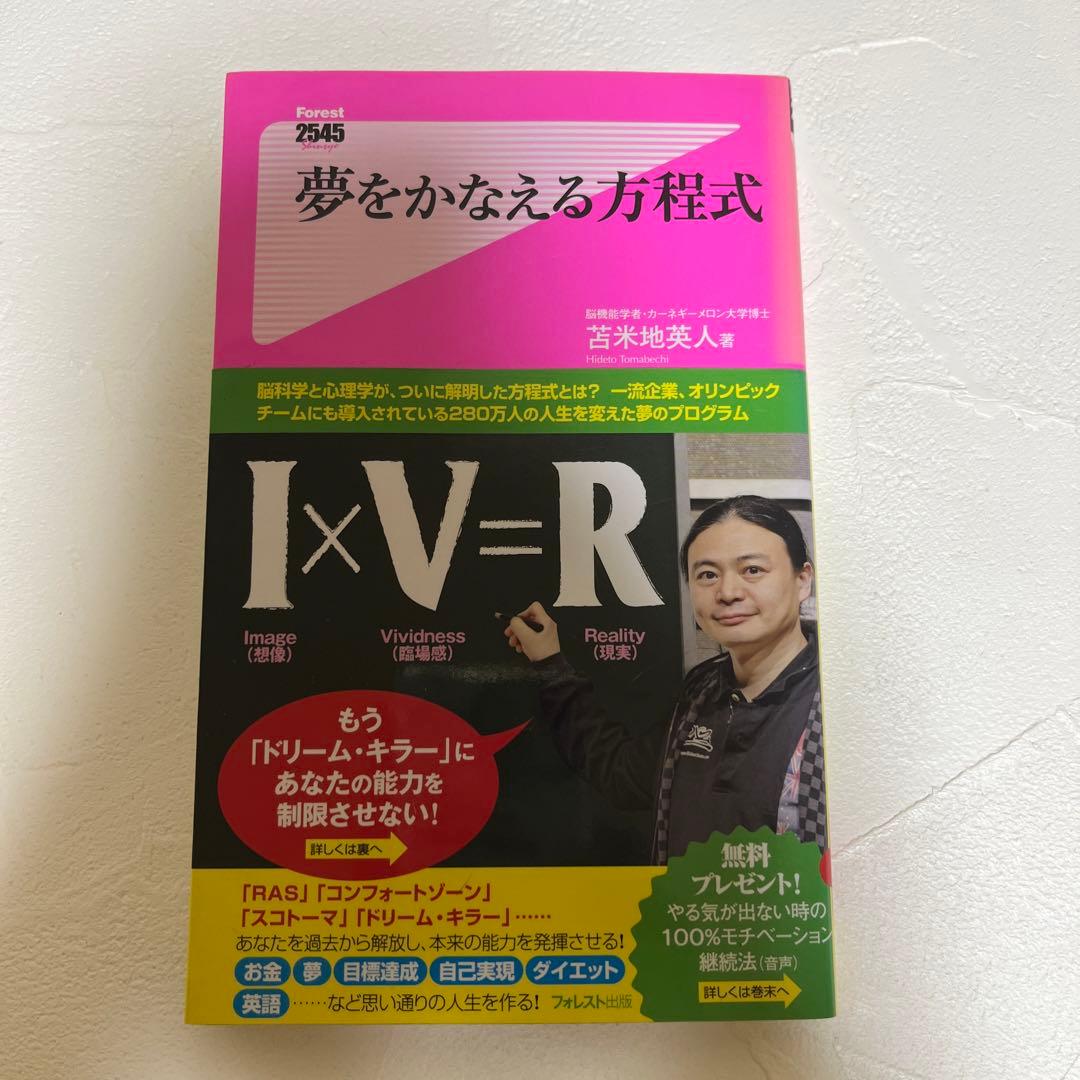 Forest
2545
Shinsyo
夢をかなえる方程式
脳機能学者・カーネギーメロン大学博士
苫米地英人著
Hideto Tomabechi
脳科学と心理学が、ついに解明した方程式とは? 一流企業、オリンピック
チームにも導入されている280万人の人生を変えた夢のプログラム
I×V=R
Image
(想像)
Vividness
(臨場感)
Reality
(現実)
もう
「ドリーム・キラー」に
あなたの能力を
制限させない!
詳しくは裏へ
「RAS」「コンフォートゾーン」
「スコトーマ」「ドリーム・キラー」……
あなたを過去から解放し、本来の能力を発揮させる!
お金 夢 目標達成 自己実現 ダイエット
英語 ……など思い通りの人生を作る! フォレスト出版
無料
プレゼント!
やる気が出ない時の
100%モチベーション
継続法(音声)
詳しくは巻末へ